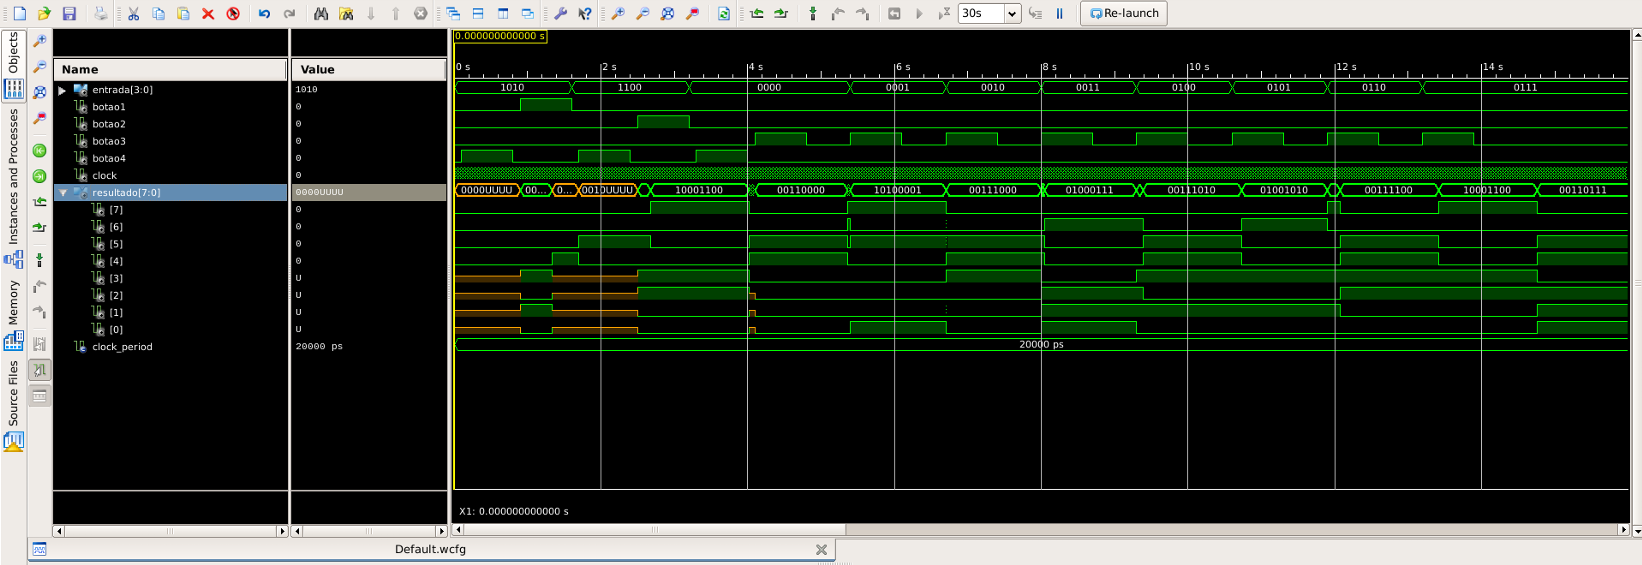 30s
Re-launch
Objects
Instances and Processes
Memory
Source Files
Name
Value
entrada[3:0]
1010
botao1
0
botao2
0
botao3
0
botao4
0
clock
0
resultado[7:0]
0000UUUU
[7]
0
[6]
0
[5]
0
[4]
0
[3]
U
[2]
U
[1]
U
[0]
U
clock_period
20000 ps
0.000000000000 s
0 s 2 s 4 s 6 s 8 s 10 s 12 s 14 s
1010 1100 0000 0001 0010 0011 0100 0101 0110 0111
0000UUUU 00... 0... 0010UUUU 10001100 00110000 10100001 00111000 01000111 00111010 01001010 00111100 10001100 00110111
20000 ps
X1: 0.000000000000 s
Default.wcfg